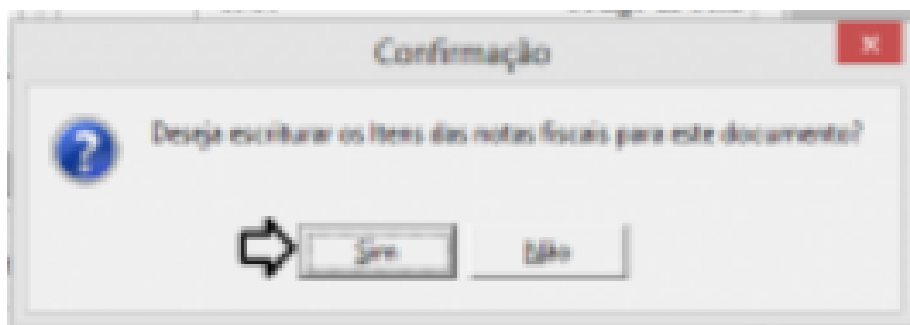 Confirmação
Deseja escriturar os Itens das notas fiscais para este documento?
Sim
Não